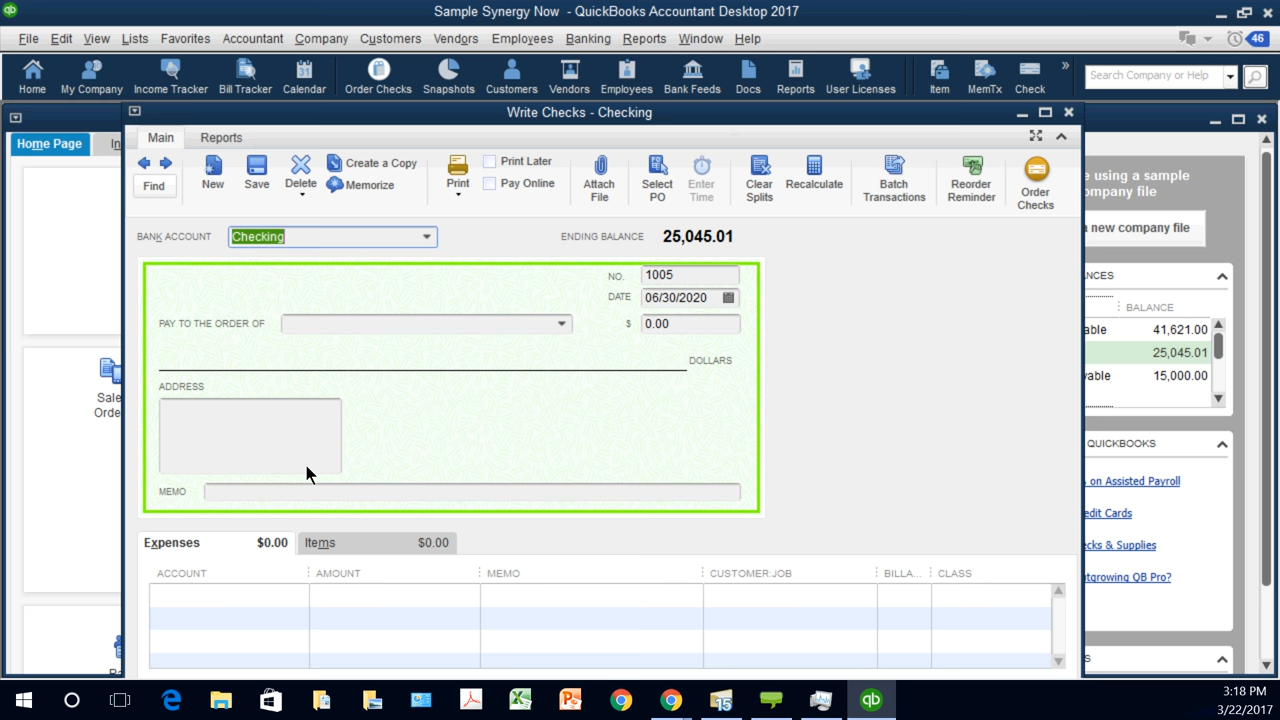 Sample Synergy Now - QuickBooks Accountant Desktop 2017
File Edit View Lists Favorites Accountant Company Customers Vendors Employees Banking Reports Window Help
46
Home My Company Income Tracker Bill Tracker Calendar Order Checks Snapshots Customers Vendors Employees Bank Feeds Docs Reports User Licenses Item MemTx Check
Search Company or Help
Write Checks - Checking
Home Page In
Main Reports
Find New Save Delete
Create a Copy
Memorize
Print
Print Later
Pay Online
Attach
File
Select
PO
Enter
Time
Clear
Splits
Recalculate
Batch
Transactions
Reorder
Reminder
Order
Checks
e using a sample
ompany file
a new company file
BANK ACCOUNT Checking ENDING BALANCE 25,045.01
NO. 1005
DATE 06/30/2020
PAY TO THE ORDER OF $ 0.00
DOLLARS
ADDRESS
MEMO
NCES
BALANCE
able 41,621.00
25,045.01
yable 15,000.00
Sale
Orde
QUICKBOOKS
on Assisted Payroll
edit Cards
cks & Supplies
utgrowing QB Pro?
S
Expenses $0.00 Items $0.00
ACCOUNT AMOUNT MEMO CUSTOMER:JOB BILLA... CLASS
15
qb
3:18 PM
3/22/2017